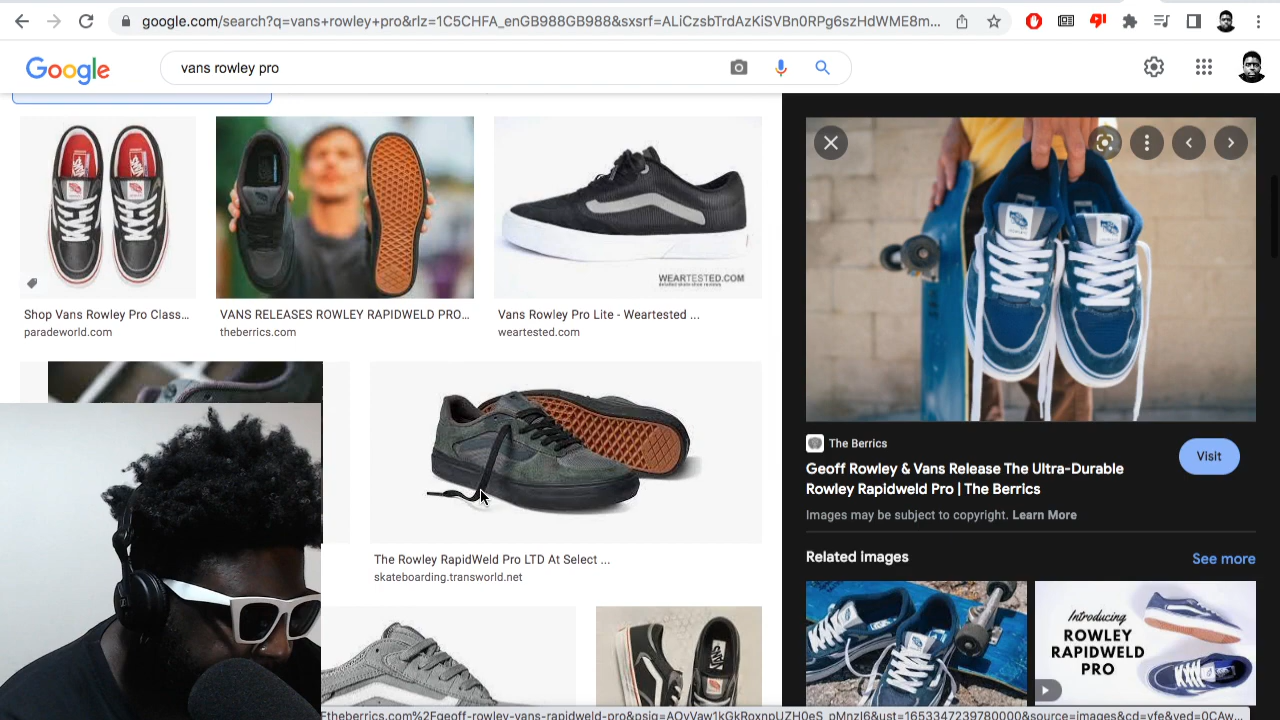 google.com/search?q=vans+rowley+pro&rlz=1C5CHFA_enGB988GB988&sxsrf=ALiCzsbTrdAzKiSVBn0RPg6szHdWME8m...
Google
vans rowley pro
Shop Vans Rowley Pro Class...
paradeworld.com
VANS RELEASES ROWLEY RAPIDWELD PRO...
theberrics.com
WEARTESTED.COM
detailed skate shoe reviews
Vans Rowley Pro Lite - Weartested ...
weartested.com
The Rowley RapidWeld Pro LTD At Select ...
skateboarding.transworld.net
The Berrics
Geoff Rowley & Vans Release The Ultra-Durable
Rowley Rapidweld Pro | The Berrics
Visit
Images may be subject to copyright. Learn More
Related images
See more
Introducing
ROWLEY
RAPIDWELD
PRO